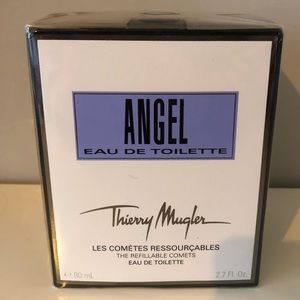 ANGEL
EAU DE TOILETTE
Thierry Mugler
LES COMÈTES RESSOURÇABLES
THE REFILLABLE COMETS
EAU DE TOILETTE
℮ 80 mL 2.7 Fl. Oz.